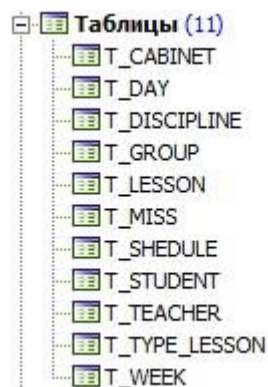 Таблицы (11)
T_CABINET
T_DAY
T_DISCIPLINE
T_GROUP
T_LESSON
T_MISS
T_SHEDULE
T_STUDENT
T_TEACHER
T_TYPE_LESSON
T_WEEK